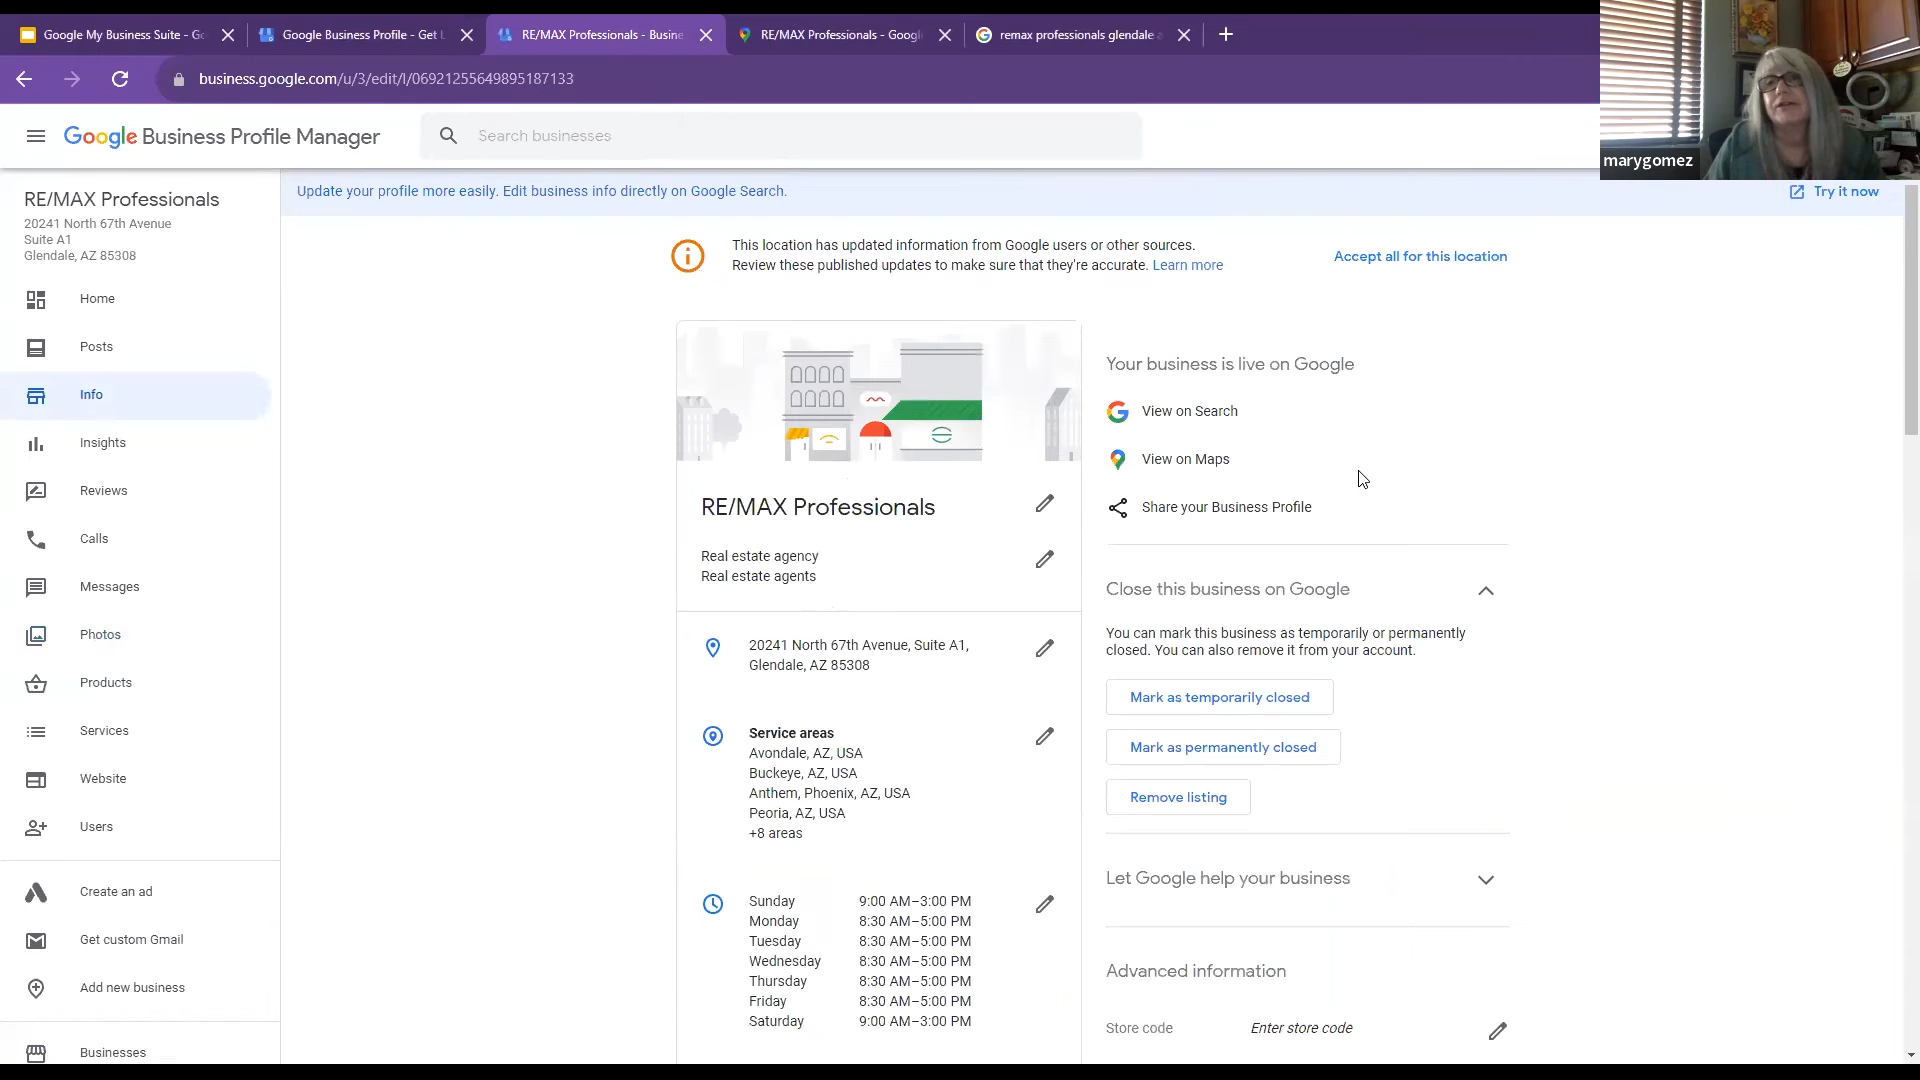 Google My Business Suite - Go
Google Business Profile - Get l
RE/MAX Professionals - Busine
RE/MAX Professionals - Googl
remax professionals glendale a
business.google.com/u/3/edit/l/06921255649895187133
marygomez
Google Business Profile Manager
Search businesses
Update your profile more easily. Edit business info directly on Google Search.
Try it now
RE/MAX Professionals
20241 North 67th Avenue
Suite A1
Glendale, AZ 85308
Home
Posts
Info
Insights
Reviews
Calls
Messages
Photos
Products
Services
Website
Users
Create an ad
Get custom Gmail
Add new business
Businesses
This location has updated information from Google users or other sources.
Review these published updates to make sure that they're accurate. Learn more
Accept all for this location
RE/MAX Professionals
Real estate agency
Real estate agents
20241 North 67th Avenue, Suite A1,
Glendale, AZ 85308
Service areas
Avondale, AZ, USA
Buckeye, AZ, USA
Anthem, Phoenix, AZ, USA
Peoria, AZ, USA
+8 areas
Sunday 9:00 AM–3:00 PM
Monday 8:30 AM–5:00 PM
Tuesday 8:30 AM–5:00 PM
Wednesday 8:30 AM–5:00 PM
Thursday 8:30 AM–5:00 PM
Friday 8:30 AM–5:00 PM
Saturday 9:00 AM–3:00 PM
Your business is live on Google
View on Search
View on Maps
Share your Business Profile
Close this business on Google
You can mark this business as temporarily or permanently
closed. You can also remove it from your account.
Mark as temporarily closed
Mark as permanently closed
Remove listing
Let Google help your business
Advanced information
Store code Enter store code